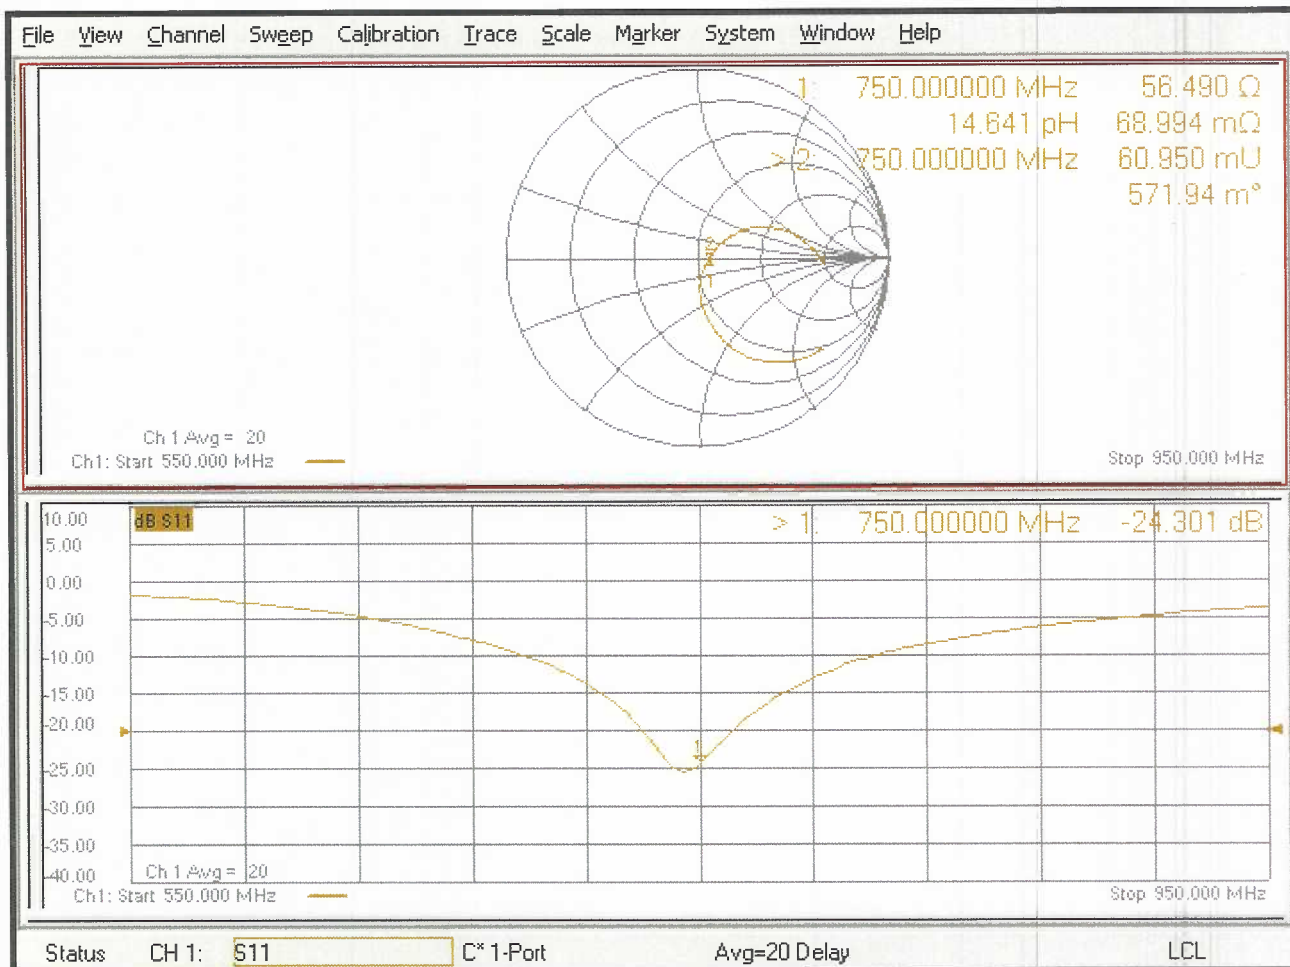 File View Channel Sweep Calibration Trace Scale Marker System Window Help
1: 750.000000 MHz 56.490 Ω
14.641 pH 68.994 mΩ
> 2: 750.000000 MHz 60.950 mU
571.94 m°
2
1
Ch 1 Avg = 20
Ch1: Start 550.000 MHz
Stop 950.000 MHz
10.00
dB S11
> 1: 750.000000 MHz -24.301 dB
5.00
0.00
-5.00
-10.00
-15.00
-20.00
1
-25.00
-30.00
-35.00
-40.00
Ch 1 Avg = 20
Ch1: Start 550.000 MHz
Stop 950.000 MHz
Status CH 1: S11 C* 1-Port Avg=20 Delay LCL